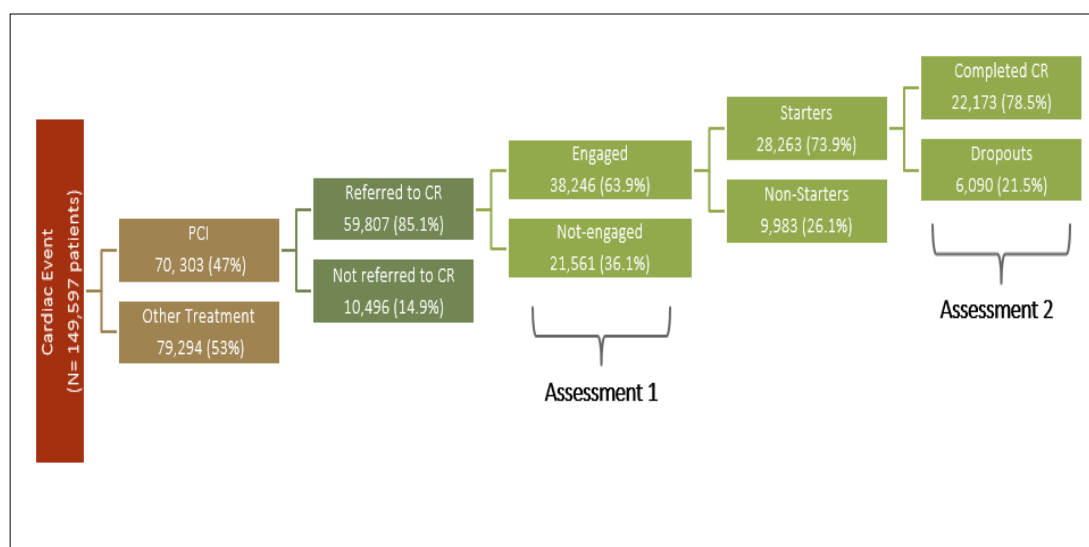 Cardiac Event
(N= 149,597 patients)
PCI
70, 303 (47%)
Other Treatment
79,294 (53%)
Referred to CR
59,807 (85.1%)
Not referred to CR
10,496 (14.9%)
Engaged
38,246 (63.9%)
Not-engaged
21,561 (36.1%)
Assessment 1
Starters
28,263 (73.9%)
Non-Starters
9,983 (26.1%)
Completed CR
22,173 (78.5%)
Dropouts
6,090 (21.5%)
Assessment 2